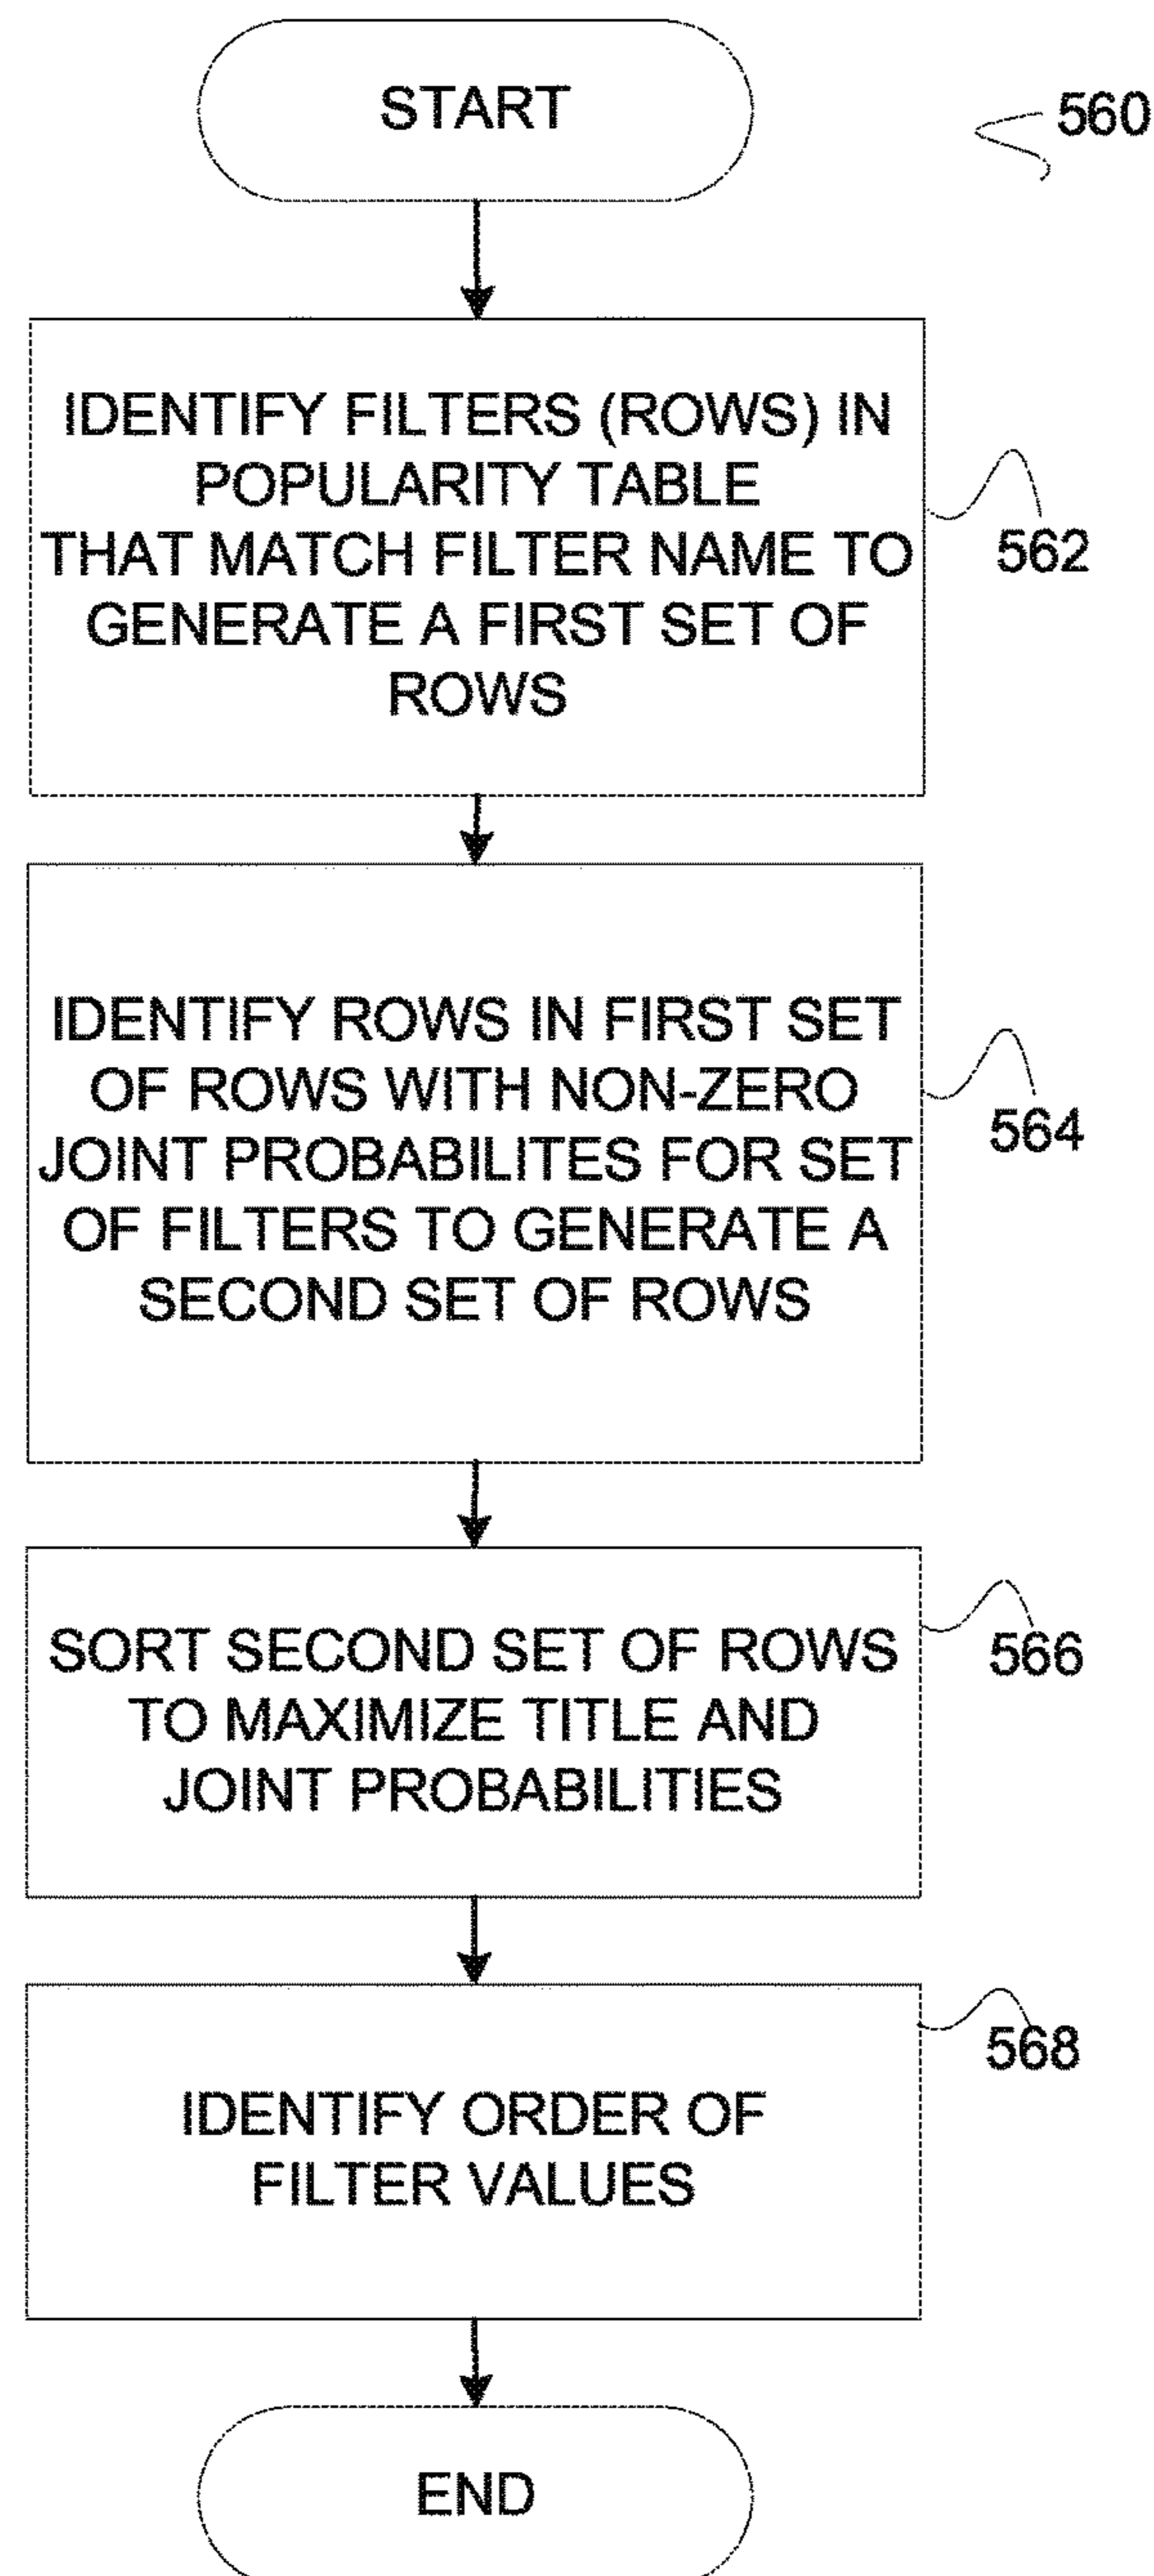 START
560
IDENTIFY FILTERS (ROWS) IN
POPULARITY TABLE
THAT MATCH FILTER NAME TO
GENERATE A FIRST SET OF
ROWS
562
IDENTIFY ROWS IN FIRST SET
OF ROWS WITH NON-ZERO
JOINT PROBABILITES FOR SET
OF FILTERS TO GENERATE A
SECOND SET OF ROWS
564
SORT SECOND SET OF ROWS
TO MAXIMIZE TITLE AND
JOINT PROBABILITIES
566
IDENTIFY ORDER OF
FILTER VALUES
568
END